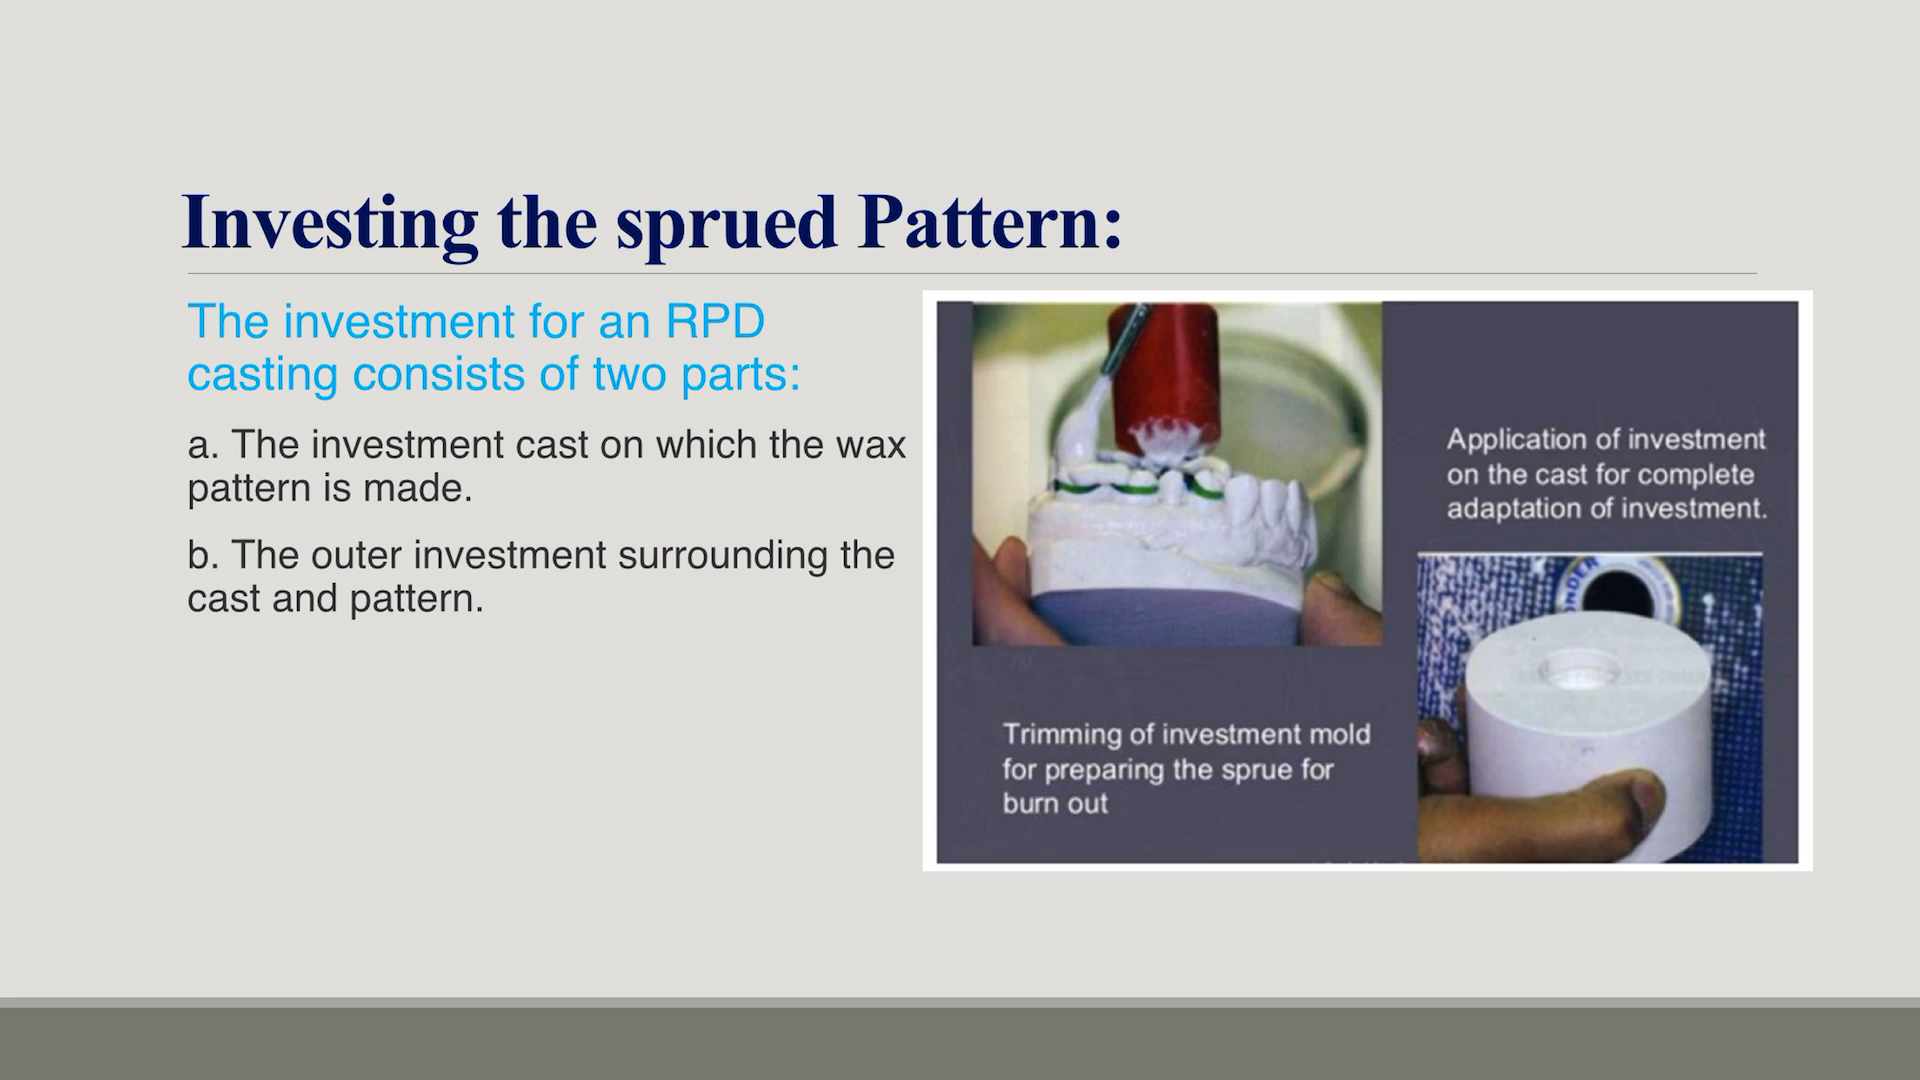 Investing the sprued Pattern:
The investment for an RPD
casting consists of two parts:
a. The investment cast on which the wax
pattern is made.
b. The outer investment surrounding the
cast and pattern.
Application of investment
on the cast for complete
adaptation of investment.
Trimming of investment mold
for preparing the sprue for
burn out